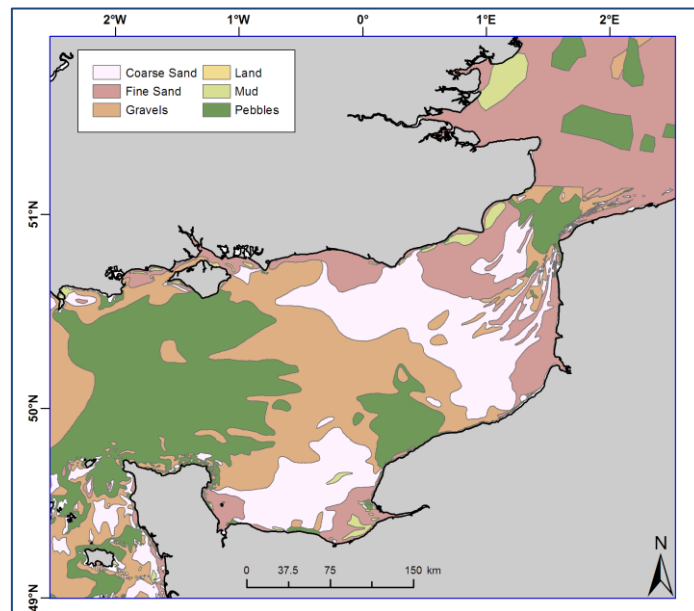 2°W 1°W 0° 1°E 2°E
Coarse Sand Land
Fine Sand Mud
Gravels Pebbles
51°N
50°N
49°N
N
0 37.5 75 150 km